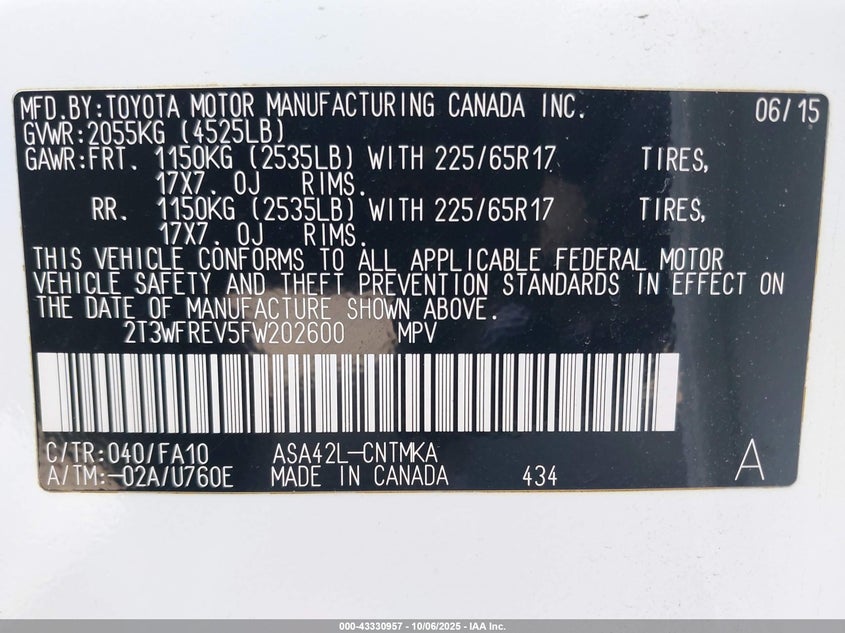 MFD.BY:TOYOTA MOTOR MANUFACTURING CANADA INC. 06/15
GVWR:2055KG (4525LB)
GAWR:FRT. 1150KG (2535LB) WITH 225/65R17 TIRES,
17X7. 0J RIMS.
RR. 1150KG (2535LB) WITH 225/65R17 TIRES,
17X7. 0J RIMS.
THIS VEHICLE CONFORMS TO ALL APPLICABLE FEDERAL MOTOR
VEHICLE SAFETY AND THEFT PREVENTION STANDARDS IN EFFECT ON
THE DATE OF MANUFACTURE SHOWN ABOVE.
2T3WFREV5FW202600 MPV
C/TR:040/FA10 ASA42L-CNTMKA
A/TM:-02A/U760E MADE IN CANADA 434 A
000-43330957 - 10/06/2025 - IAA Inc.